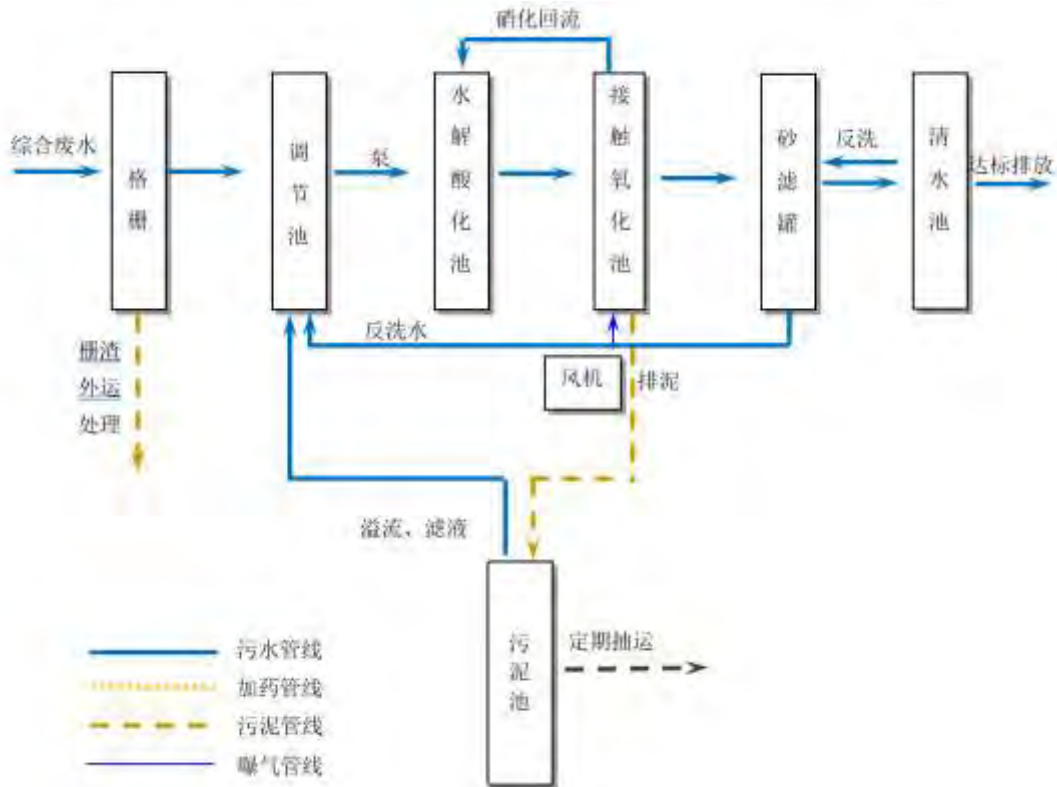 硝化回流
综合废水
格栅
调节池
泵
水解酸化池
接触氧化池
砂滤罐
反洗
清水池
达标排放
栅渣
外运
处理
反洗水
风机
排泥
溢流、滤液
污泥池
定期抽运
污水管线
加药管线
污泥管线
曝气管线